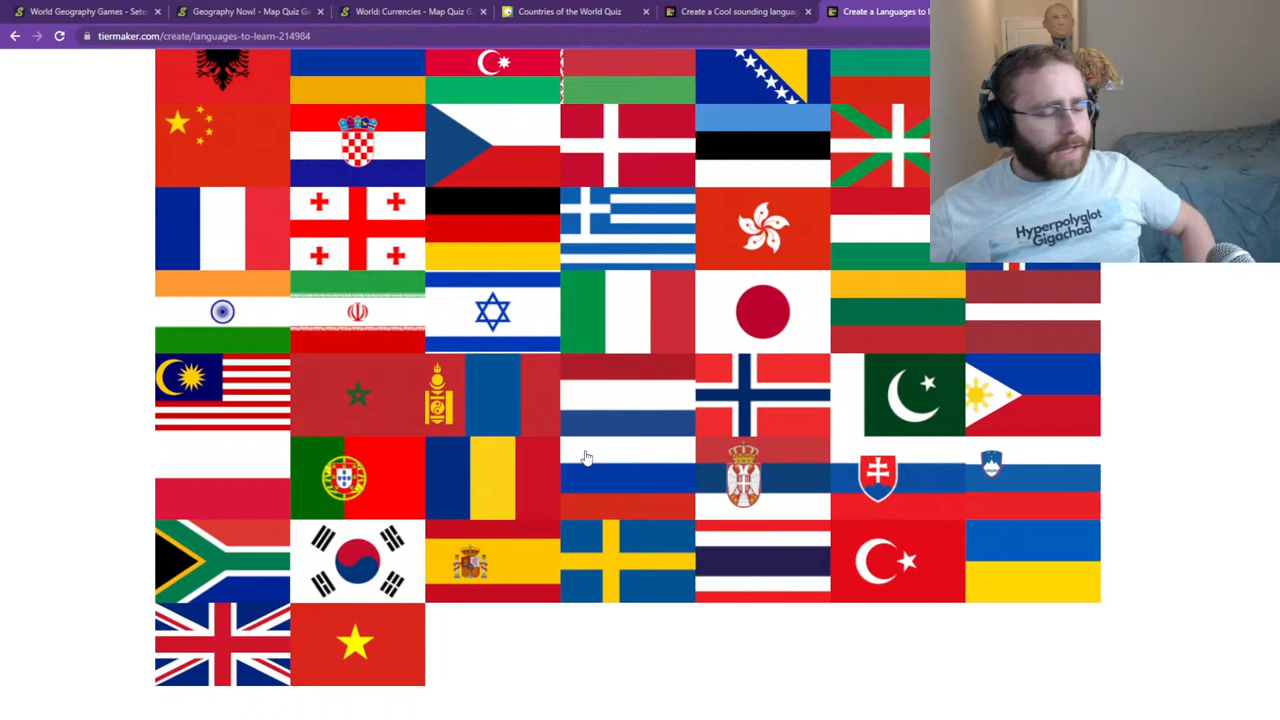 World Geography Games - Sete
Geography Now! - Map Quiz G
World: Currencies - Map Quiz G
Countries of the World Quiz
Create a Cool sounding langua
Create a Languages to l
tiermaker.com/create/languages-to-learn-214984
Hyperpolyglot
Gigachad